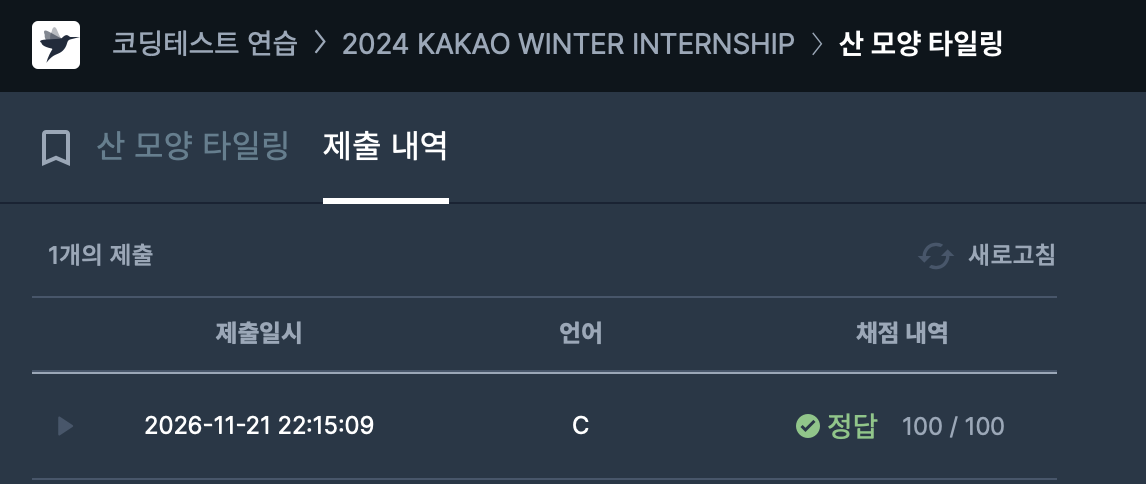 코딩테스트 연습 > 2024 KAKAO WINTER INTERNSHIP > 산 모양 타일링
산 모양 타일링 제출 내역
1개의 제출 새로고침
제출일시 언어 채점 내역
2026-11-21 22:15:09 C 정답 100 / 100